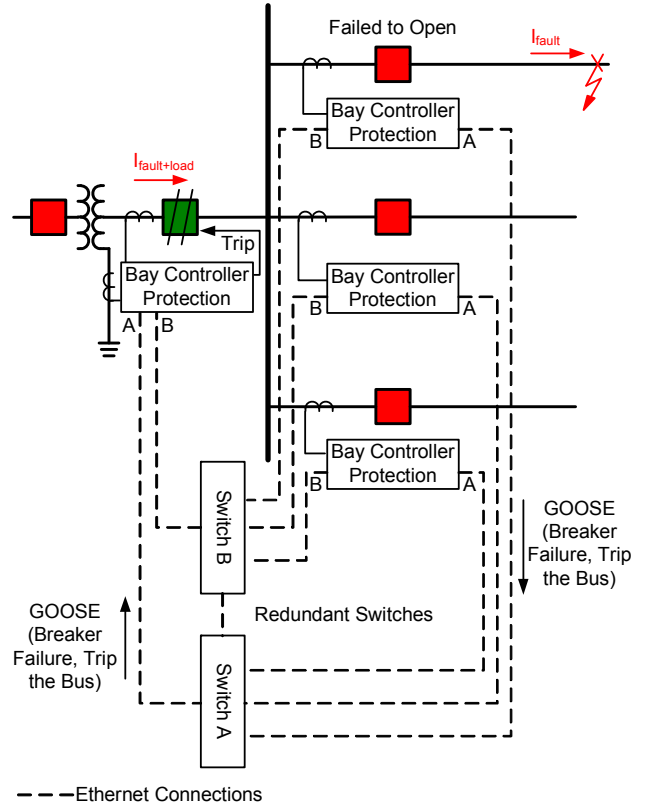 Failed to Open
Ifault
Bay Controller
Protection
B
A
Ifault+load
Trip
Bay Controller
Protection
A
B
Bay Controller
Protection
B
A
Bay Controller
Protection
B
A
Switch B
GOOSE
(Breaker
Failure, Trip
the Bus)
Redundant Switches
GOOSE
(Breaker
Failure, Trip
the Bus)
Switch A
Ethernet Connections